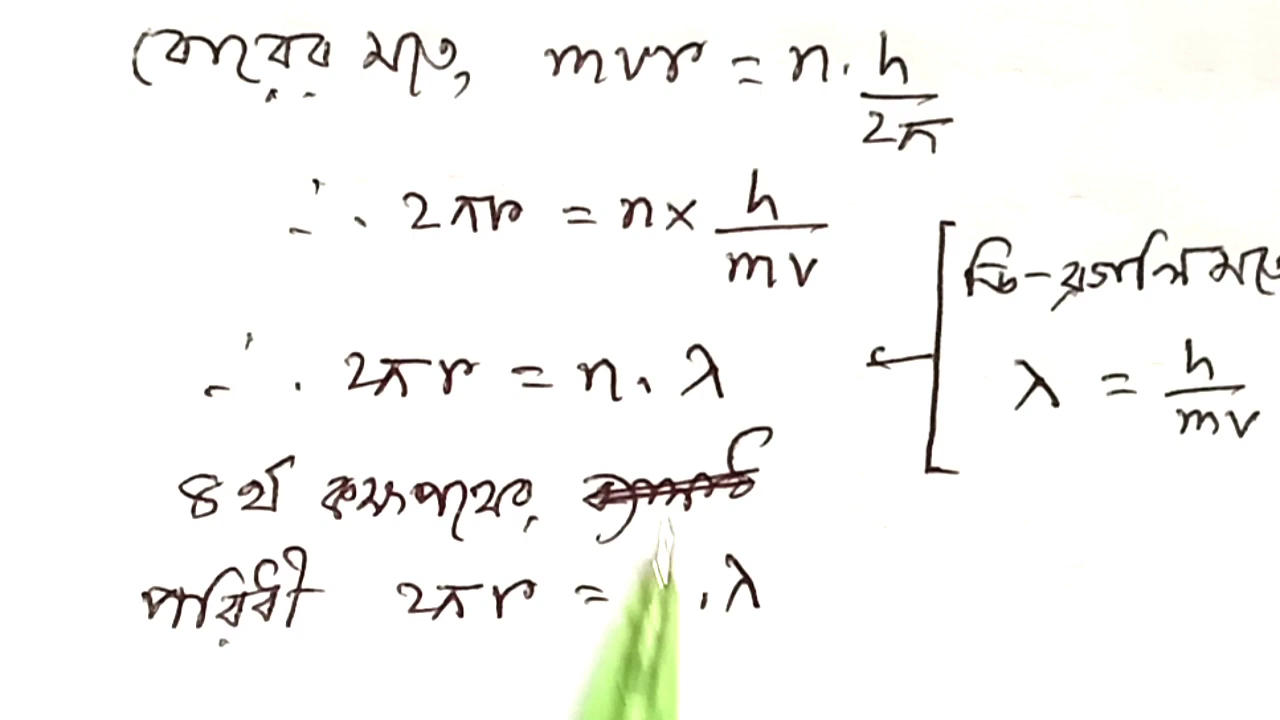 বোরের মতে, mvr = n. h/2π
∴ 2πr = n × h/mv
[ডি-ব্রগলি মতে
∴ 2πr = n. λ ←
λ = h/mv
৪র্থ কক্ষপথের,
পরিধী 2πr = . λ